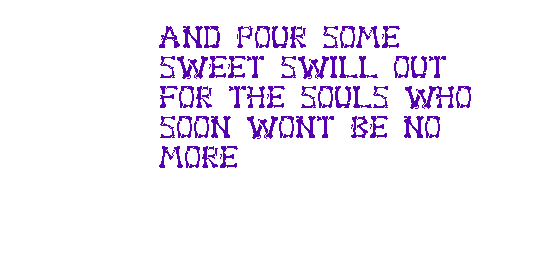 AND POUR SOME
SWEET SWILL OUT
FOR THE SOULS WHO
SOON WONT BE NO
MORE